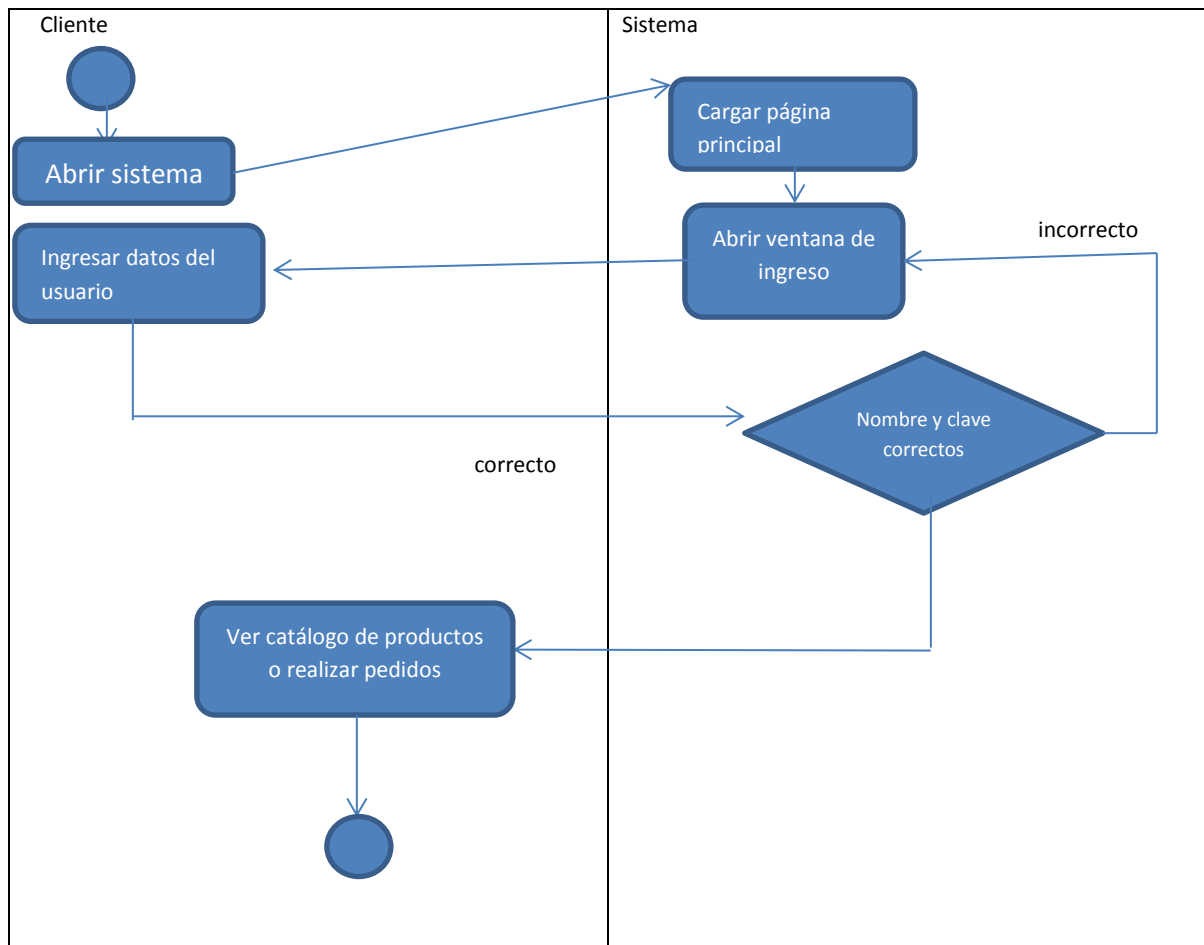 Cliente
Sistema
Cargar página
principal
Abrir sistema
Ingresar datos del
usuario
Abrir ventana de
ingreso
incorrecto
Nombre y clave
correctos
correcto
Ver catálogo de productos
o realizar pedidos